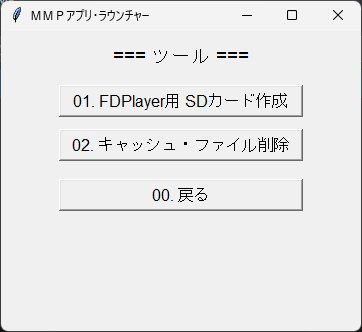 ＭＭＰアプリ・ラウンチャー
=== ツール ===
01. FDPlayer用 SDカード作成
02. キャッシュ・ファイル削除
00. 戻る